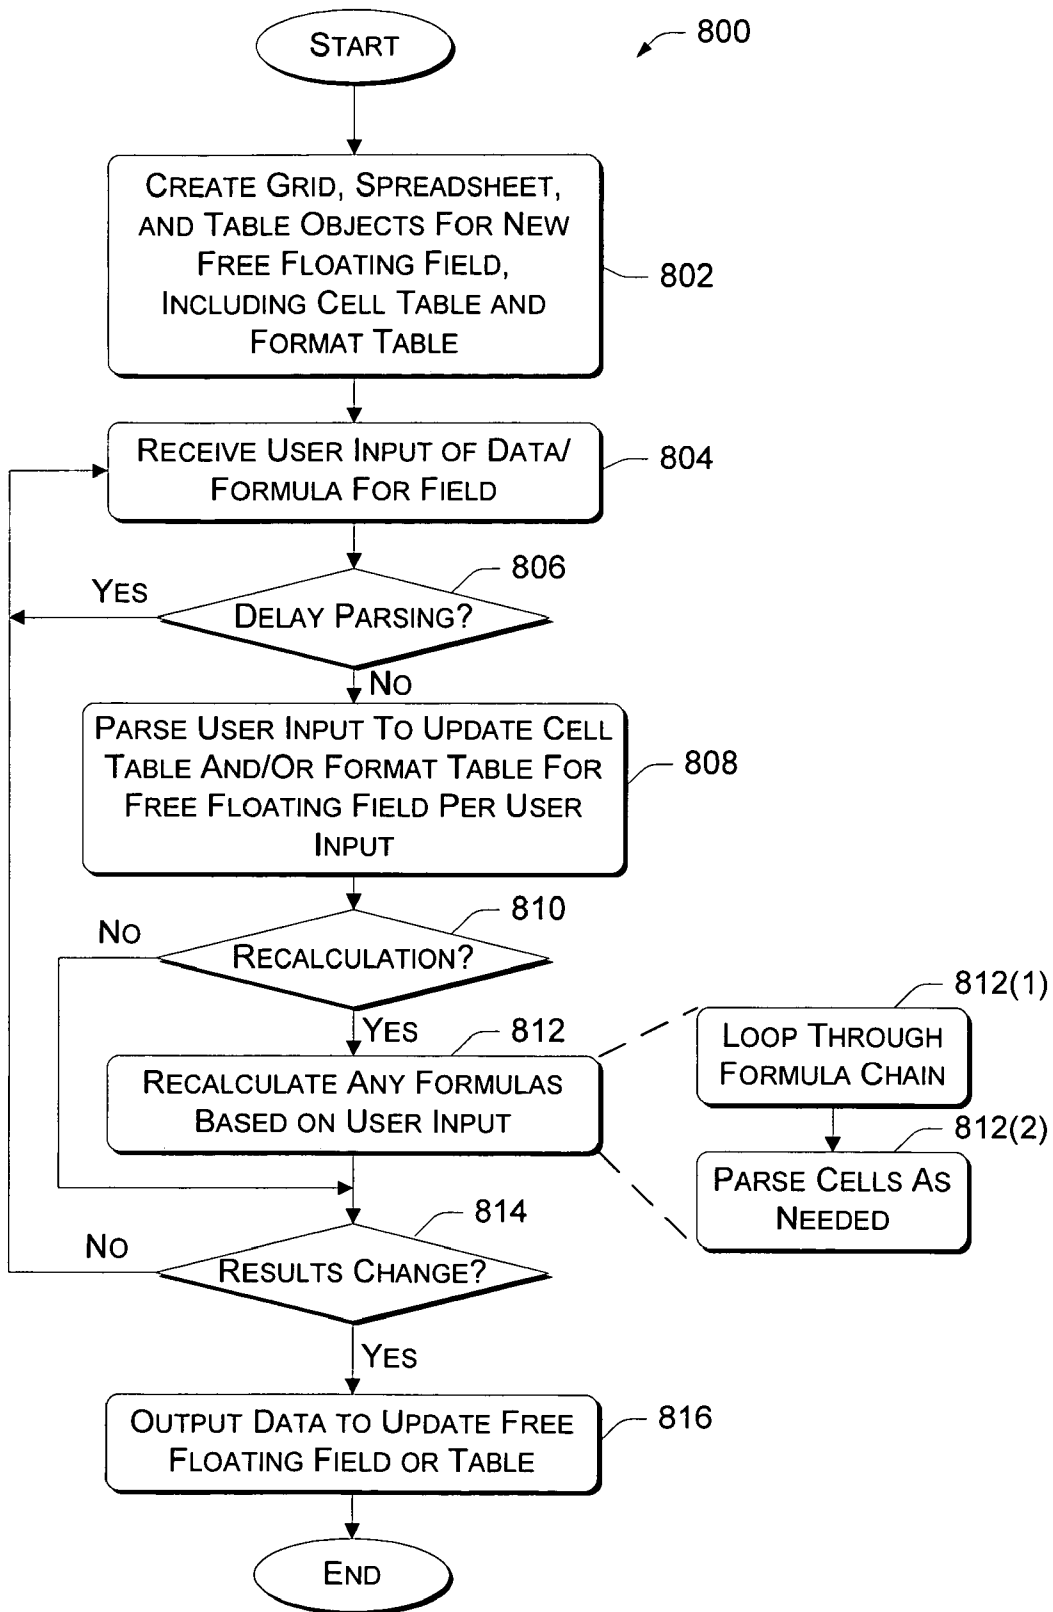 START
800
CREATE GRID, SPREADSHEET,
AND TABLE OBJECTS FOR NEW
FREE FLOATING FIELD,
INCLUDING CELL TABLE AND
FORMAT TABLE
802
RECEIVE USER INPUT OF DATA/
FORMULA FOR FIELD
804
806
YES
DELAY PARSING?
NO
PARSE USER INPUT TO UPDATE CELL
TABLE AND/OR FORMAT TABLE FOR
FREE FLOATING FIELD PER USER
INPUT
808
810
NO
RECALCULATION?
YES
812
RECALCULATE ANY FORMULAS
BASED ON USER INPUT
812(1)
LOOP THROUGH
FORMULA CHAIN
812(2)
PARSE CELLS AS
NEEDED
814
NO
RESULTS CHANGE?
YES
OUTPUT DATA TO UPDATE FREE
FLOATING FIELD OR TABLE
816
END